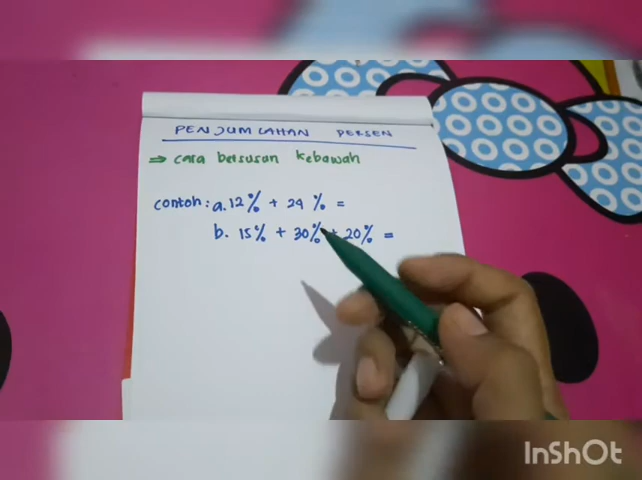 PENJUMLAHAN PERSEN
⇒ cara bersusun kebawah
contoh : a. 12% + 24 % =
b. 15% + 30% + 20% =
InShOt